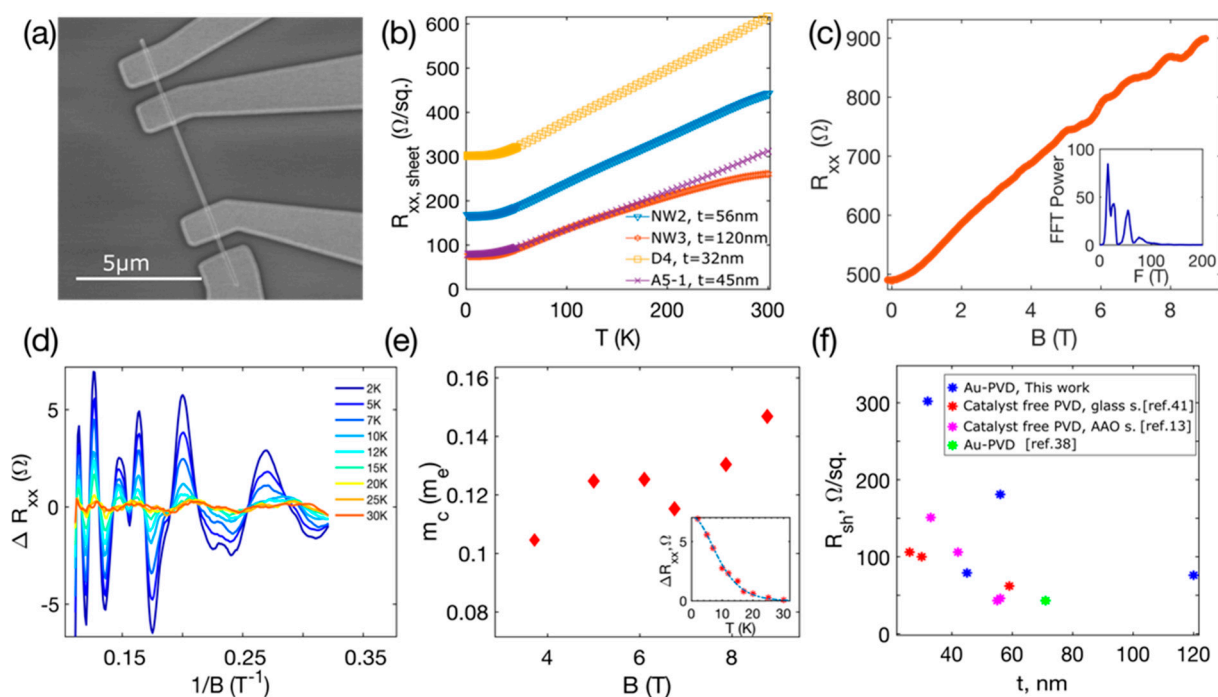 (a)
5μm
(b)
R_xx, sheet (Ω/sq.)
600
500
400
300
200
100
0
0
100
200
300
T (K)
NW2, t=56nm
NW3, t=120nm
D4, t=32nm
A5-1, t=45nm
(c)
R_xx (Ω)
900
800
700
600
500
0
2
4
6
8
B (T)
FFT Power
100
50
0
0
100
200
F (T)
(d)
Δ R_xx (Ω)
5
0
-5
0.15
0.25
0.35
1/B (T⁻¹)
2K
5K
7K
10K
12K
15K
20K
25K
30K
(e)
m_c (m_e)
0.16
0.14
0.12
0.1
0.08
4
6
8
B (T)
ΔR_xx,Ω
5
0
0
10
20
30
T (K)
(f)
R_sh, Ω/sq.
300
200
100
0
40
60
80
100
120
t, nm
Au-PVD, This work
Catalyst free PVD, glass s.[ref.41]
Catalyst free PVD, AAO s. [ref.13]
Au-PVD [ref.38]